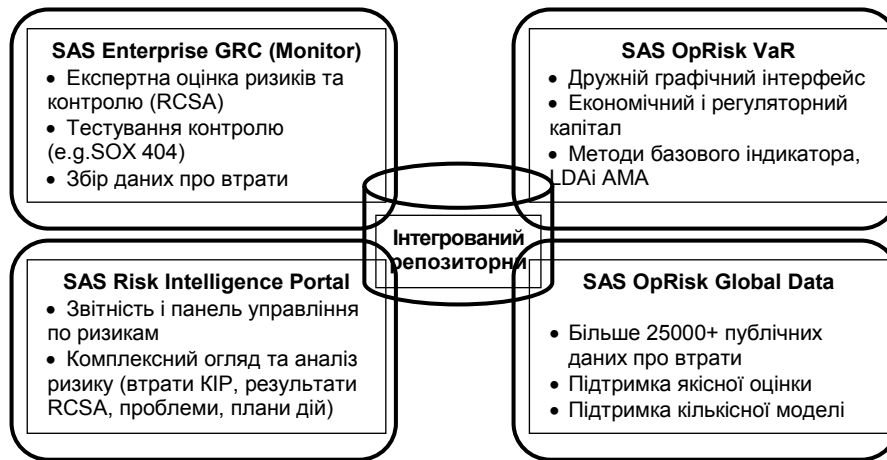 SAS Enterprise GRC (Monitor)
• Експертна оцінка ризиків та
контролю (RCSA)
• Тестування контролю
(e.g.SOX 404)
• Збір даних про втрати
SAS OpRisk VaR
• Дружній графічний інтерфейс
• Економічний і регуляторний
капітал
• Методи базового індикатора,
LDAі AMA
Інтегрований
репозиторни
SAS Risk Intelligence Portal
• Звітність і панель управління
по ризикам
• Комплексний огляд та аналіз
ризику (втрати КІР, результати
RCSA, проблеми, плани дій)
SAS OpRisk Global Data
• Більше 25000+ публічних
даних про втрати
• Підтримка якісної оцінки
• Підтримка кількісної моделі